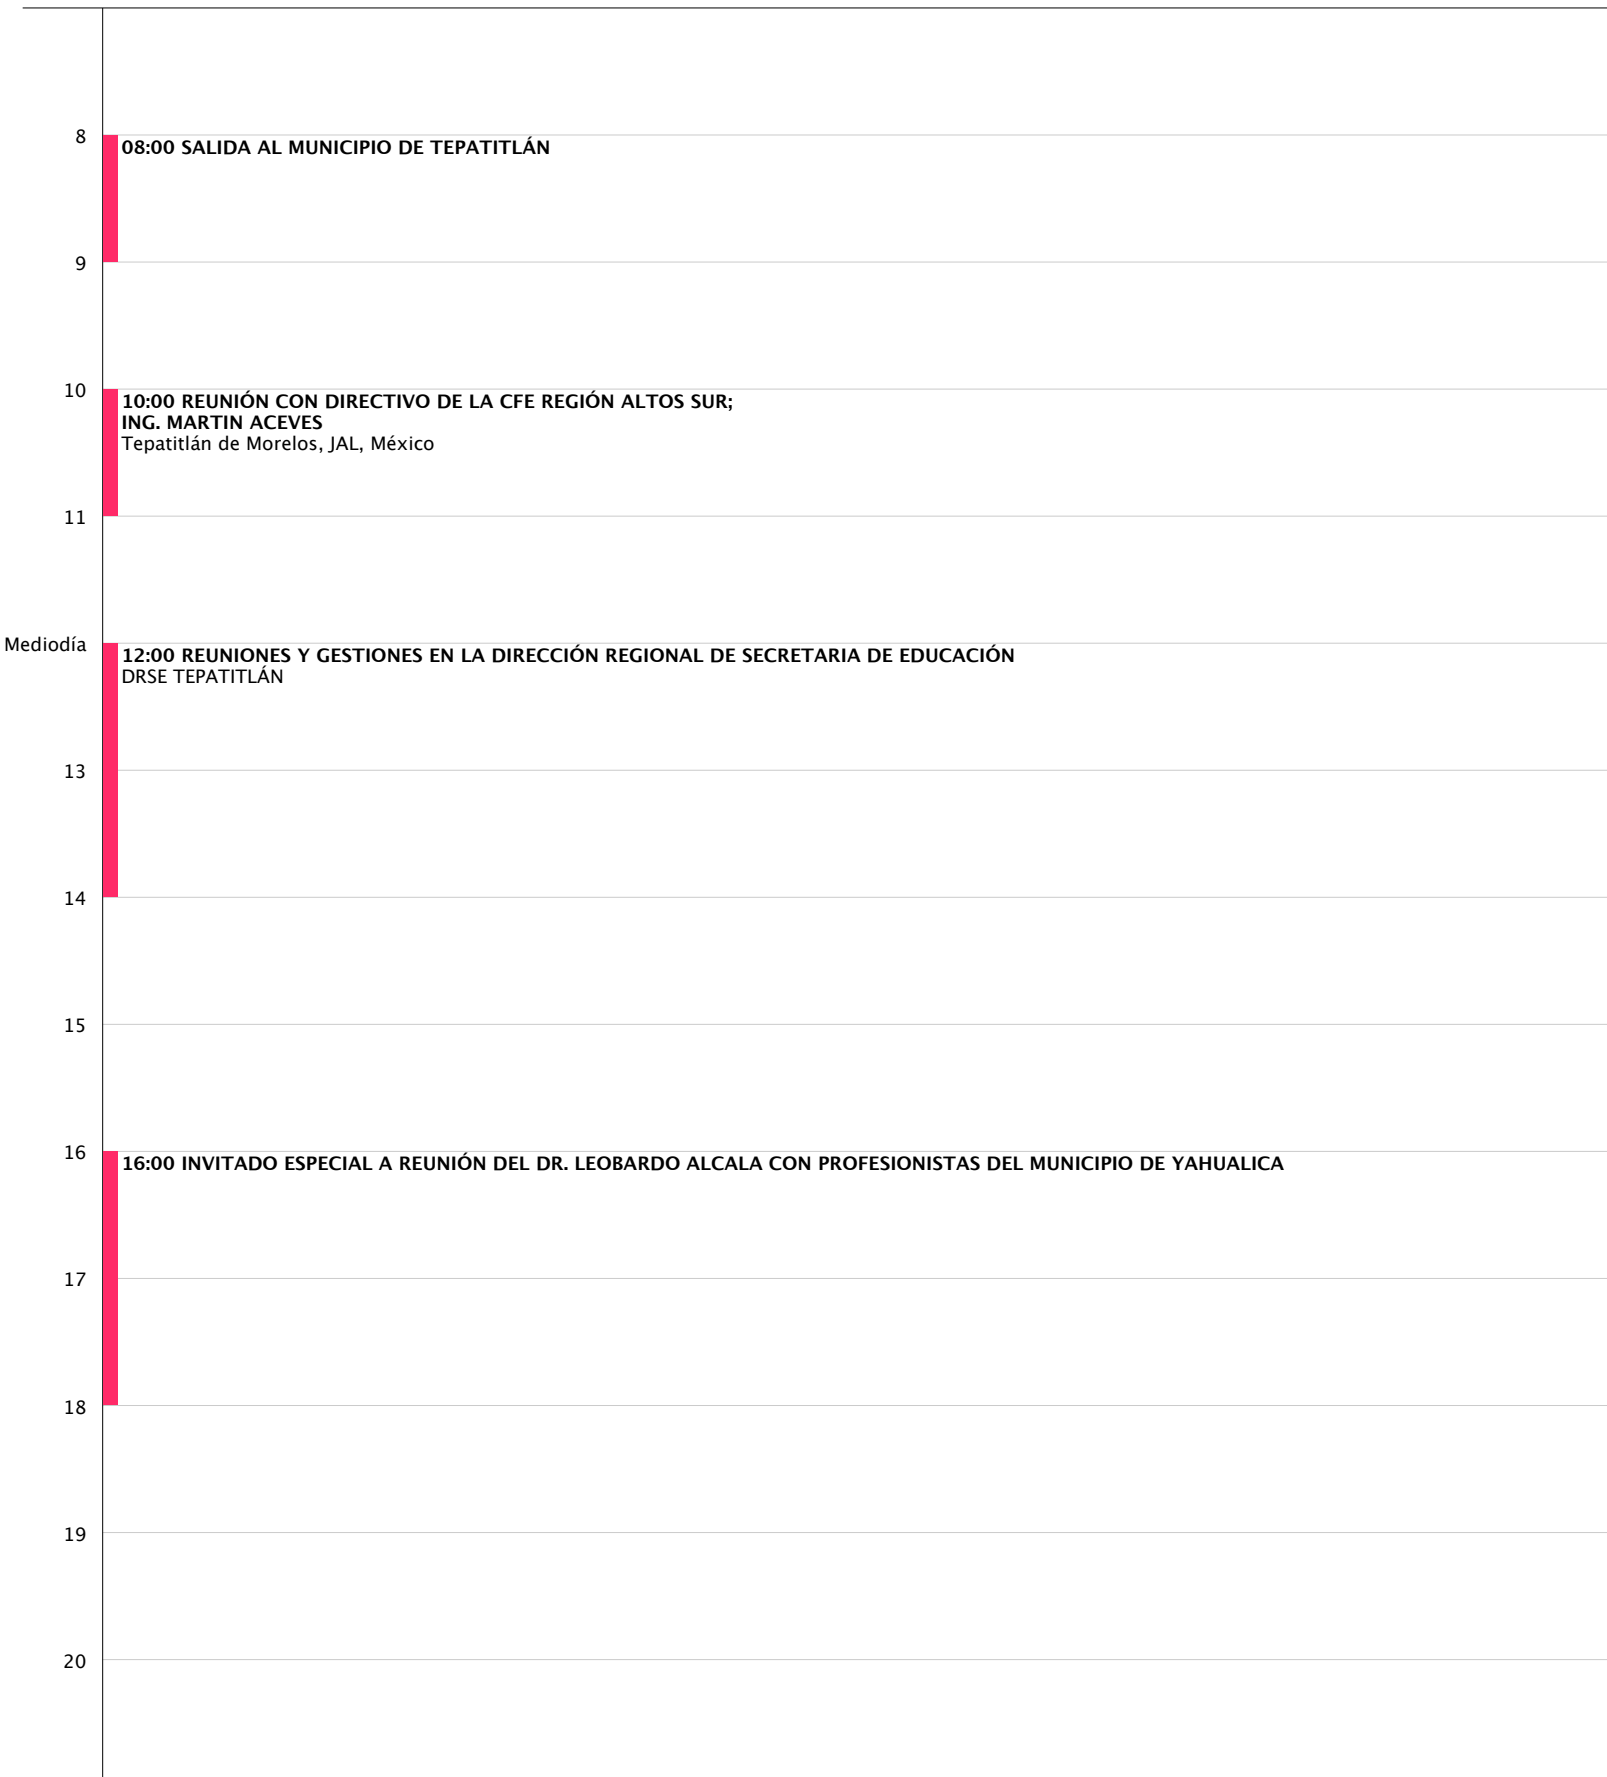 8
08:00 SALIDA AL MUNICIPIO DE TEPATITLÁN
9
10
10:00 REUNIÓN CON DIRECTIVO DE LA CFE REGIÓN ALTOS SUR;
ING. MARTIN ACEVES
Tepatitlán de Morelos, JAL, México
11
Mediodía
12:00 REUNIONES Y GESTIONES EN LA DIRECCIÓN REGIONAL DE SECRETARIA DE EDUCACIÓN
DRSE TEPATITLÁN
13
14
15
16
16:00 INVITADO ESPECIAL A REUNIÓN DEL DR. LEOBARDO ALCALA CON PROFESIONISTAS DEL MUNICIPIO DE YAHUALICA
17
18
19
20